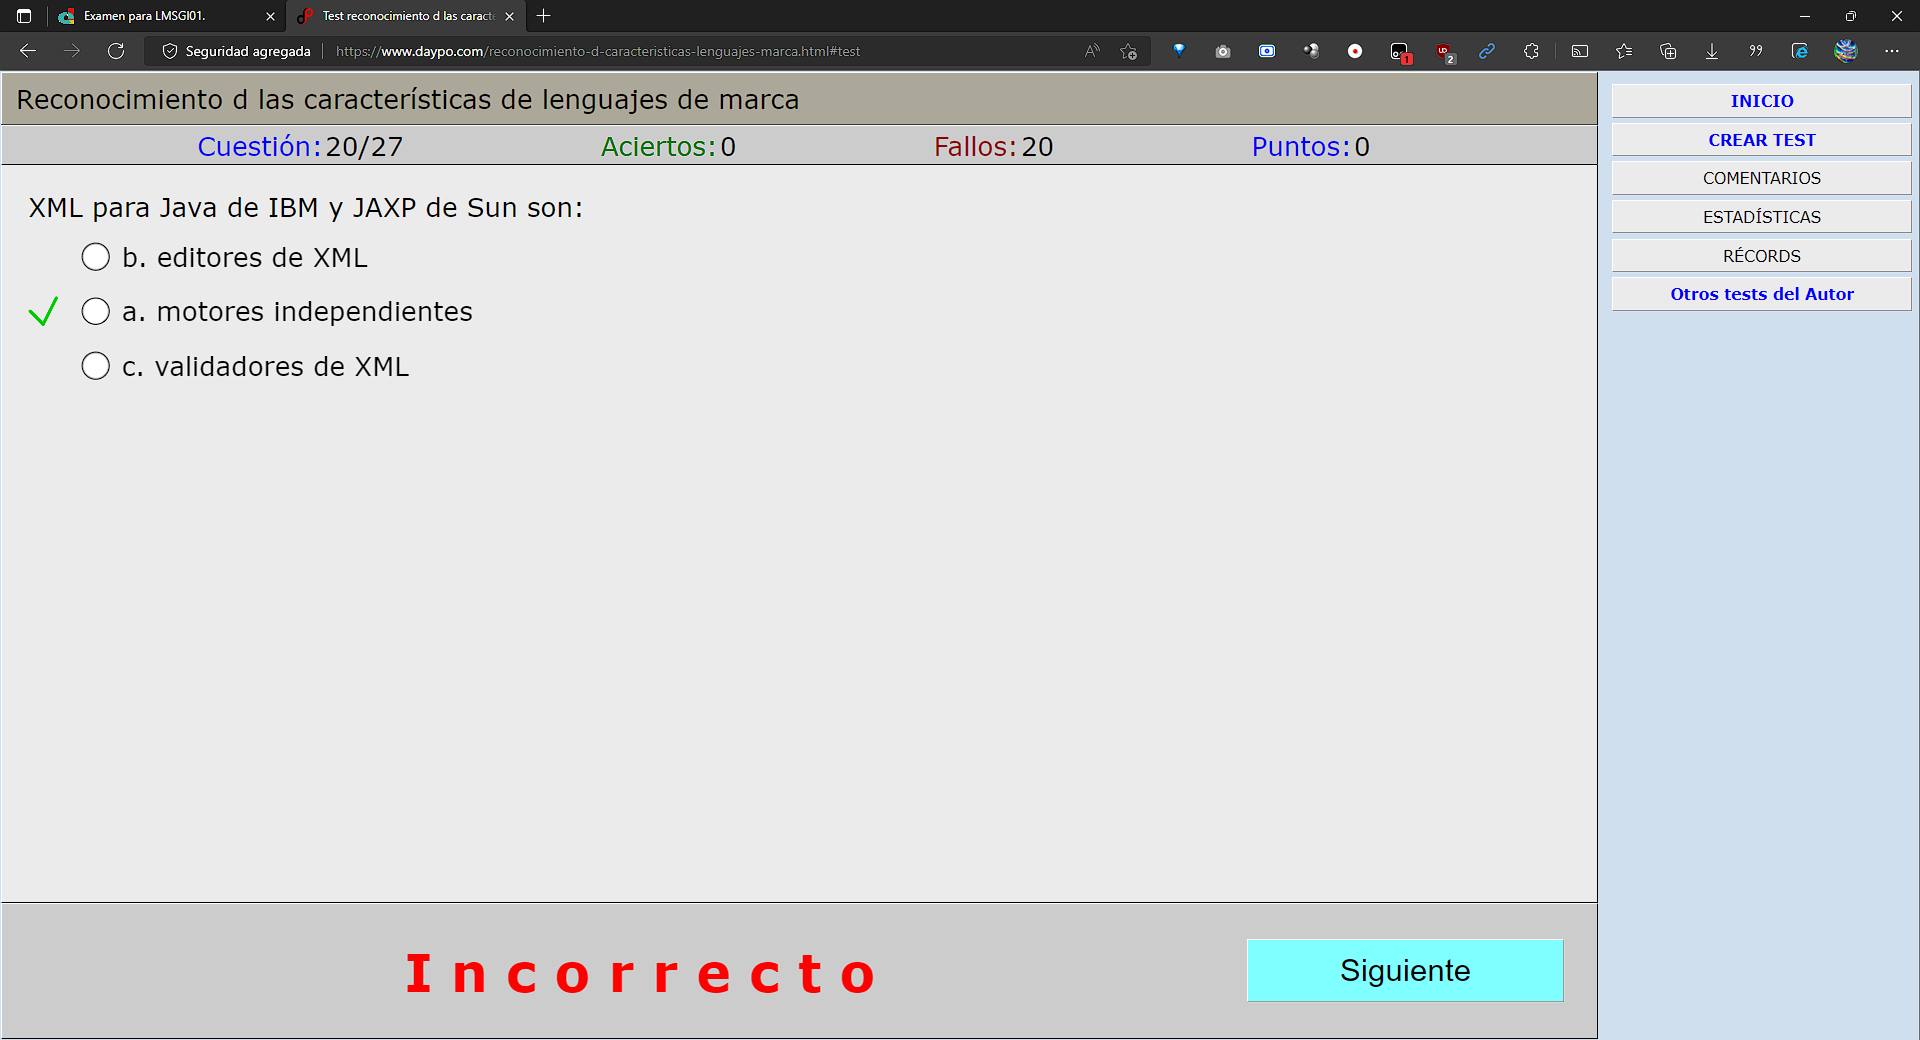 Examen para LMSGI01.
Test reconocimiento d las caracte
Seguridad agregada
https://www.daypo.com/reconocimiento-d-caracteristicas-lenguajes-marca.html#test
1
2
Reconocimiento d las características de lenguajes de marca
Cuestión: 20/27 Aciertos: 0 Fallos: 20 Puntos: 0
XML para Java de IBM y JAXP de Sun son:
b. editores de XML
a. motores independientes
c. validadores de XML
Incorrecto
Siguiente
INICIO
CREAR TEST
COMENTARIOS
ESTADÍSTICAS
RÉCORDS
Otros tests del Autor